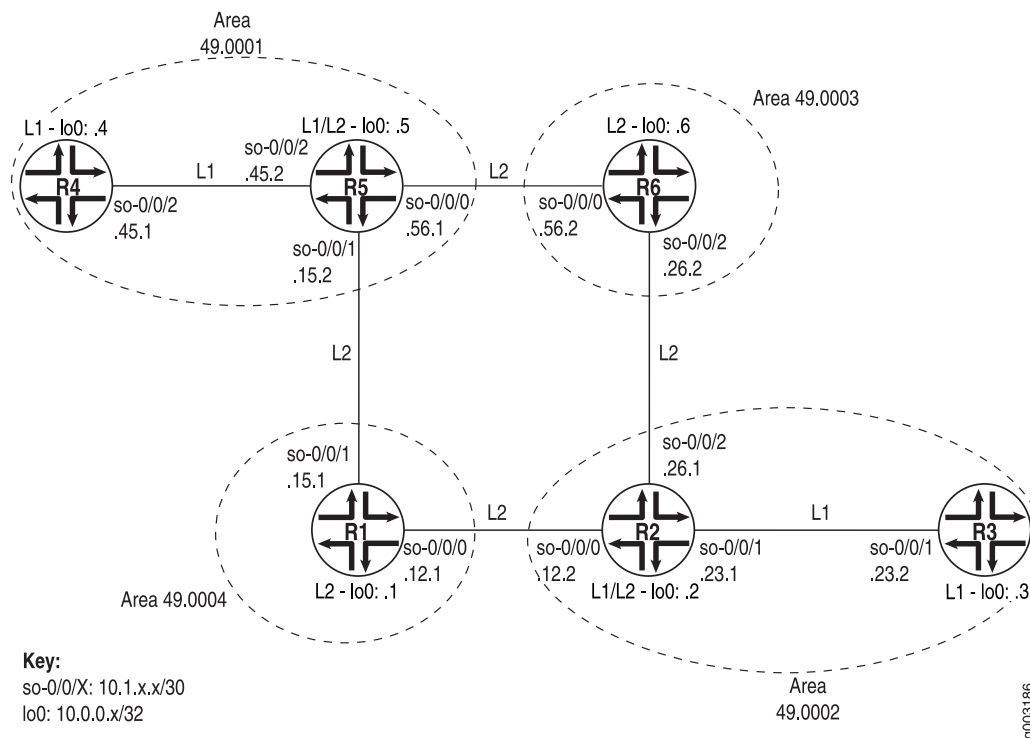 Area
49.0001
Area 49.0003
L1 - lo0: .4
L1/L2 - lo0: .5
L2 - lo0: .6
so-0/0/2
.45.2
L1
L2
R4
R5
R6
so-0/0/2
.45.1
so-0/0/0
.56.1
so-0/0/0
.56.2
so-0/0/1
.15.2
so-0/0/2
.26.2
L2
L2
so-0/0/1
.15.1
so-0/0/2
.26.1
L2
L1
R1
R2
R3
so-0/0/0
.12.1
so-0/0/0
.12.2
so-0/0/1
.23.1
so-0/0/1
.23.2
L2 - lo0: .1
L1/L2 - lo0: .2
L1 - lo0: .3
Area 49.0004
Area
49.0002
Key:
so-0/0/X: 10.1.x.x/30
lo0: 10.0.0.x/32
g003186